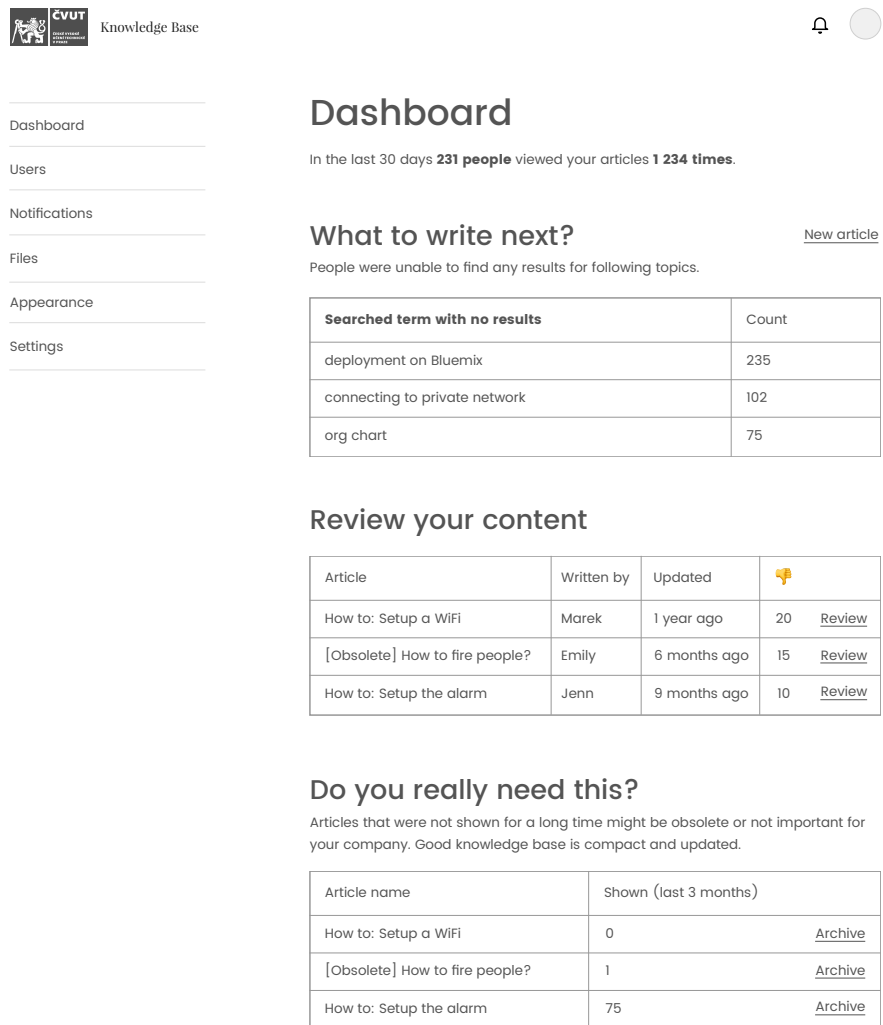 ČVUT
ČESKÉ VYSOKÉ
UČENÍ TECHNICKÉ
V PRAZE
Knowledge Base
Dashboard
Users
Notifications
Files
Appearance
Settings
Dashboard
In the last 30 days 231 people viewed your articles 1 234 times.
What to write next?
New article
People were unable to find any results for following topics.
Searched term with no results Count
deployment on Bluemix 235
connecting to private network 102
org chart 75
Review your content
Article Written by Updated 👎
How to: Setup a WiFi Marek 1 year ago 20 Review
[Obsolete] How to fire people? Emily 6 months ago 15 Review
How to: Setup the alarm Jenn 9 months ago 10 Review
Do you really need this?
Articles that were not shown for a long time might be obsolete or not important for
your company. Good knowledge base is compact and updated.
Article name Shown (last 3 months)
How to: Setup a WiFi 0 Archive
[Obsolete] How to fire people? 1 Archive
How to: Setup the alarm 75 Archive